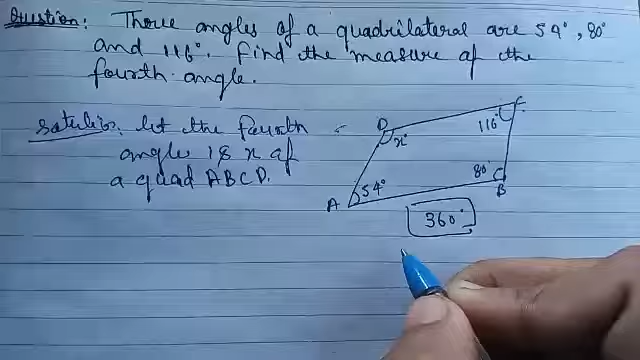 Question: Three angles of a quadrilateral are 54°, 80°
and 116°. Find the measure of the
fourth angle.
Solution: let the fourth
angle is x of
a quad ABCD.
D
x°
C
116°
A
54°
80°
B
360°